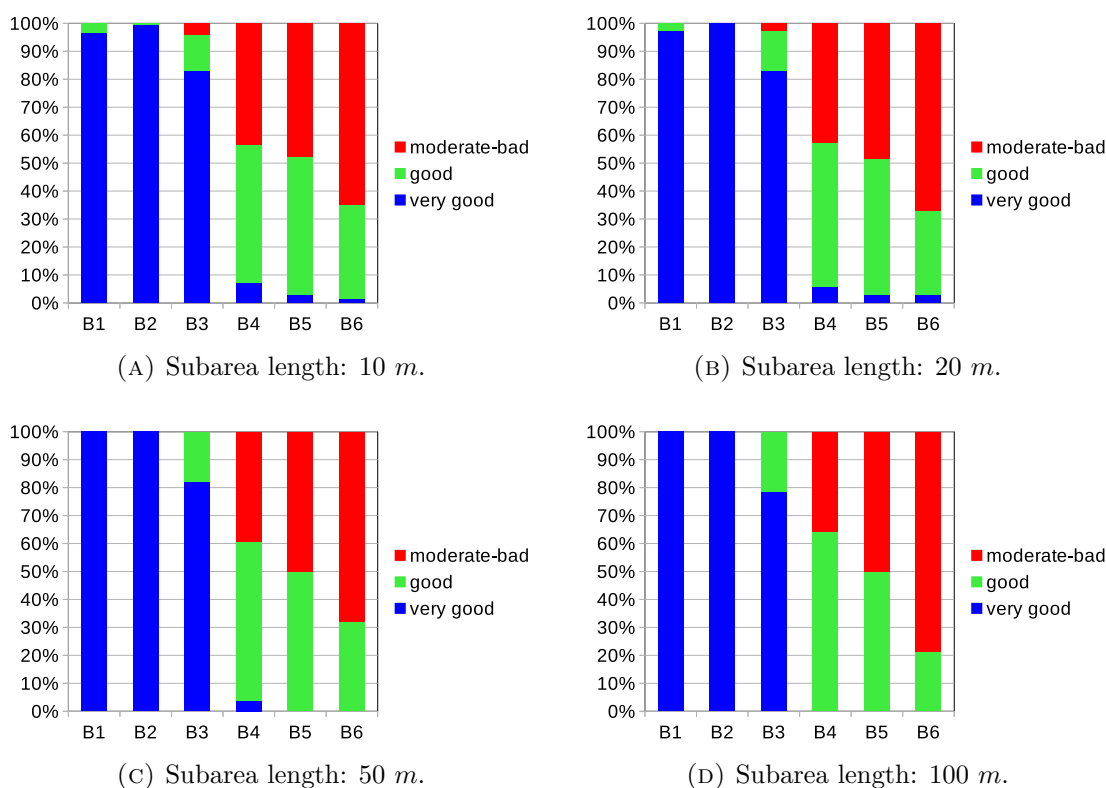 100%
90%
80%
70%
60%
50%
40%
30%
20%
10%
0%
B1 B2 B3 B4 B5 B6
moderate-bad
good
very good
(A) Subarea length: 10 m.
100%
90%
80%
70%
60%
50%
40%
30%
20%
10%
0%
B1 B2 B3 B4 B5 B6
moderate-bad
good
very good
(B) Subarea length: 20 m.
100%
90%
80%
70%
60%
50%
40%
30%
20%
10%
0%
B1 B2 B3 B4 B5 B6
moderate-bad
good
very good
(C) Subarea length: 50 m.
100%
90%
80%
70%
60%
50%
40%
30%
20%
10%
0%
B1 B2 B3 B4 B5 B6
moderate-bad
good
very good
(D) Subarea length: 100 m.